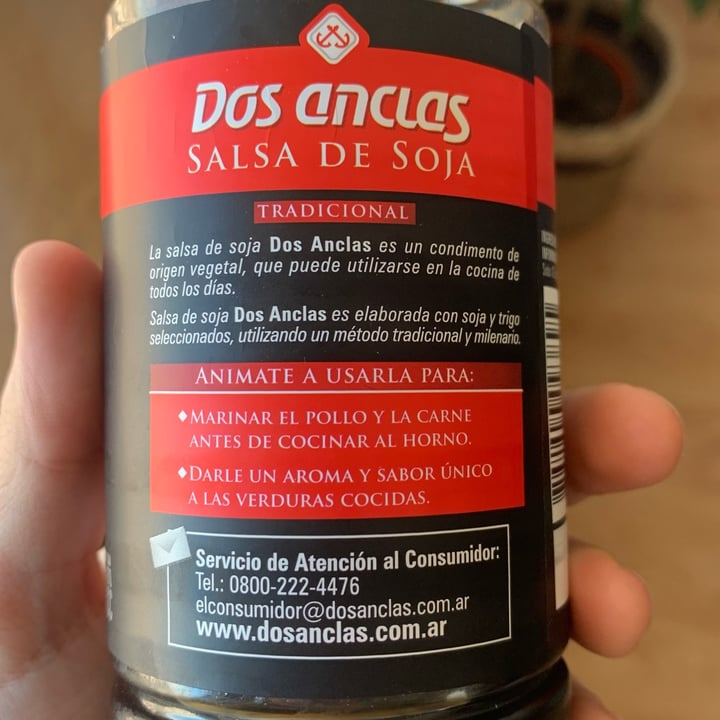 Dos anclas
SALSA DE SOJA
TRADICIONAL
La salsa de soja Dos Anclas es un condimento de
origen vegetal, que puede utilizarse en la cocina de
todos los días.
Salsa de soja Dos Anclas es elaborada con soja y trigo
seleccionados, utilizando un método tradicional y milenario.
ANIMATE A USARLA PARA:
♦MARINAR EL POLLO Y LA CARNE
ANTES DE COCINAR AL HORNO.
♦DARLE UN AROMA Y SABOR ÚNICO
A LAS VERDURAS COCIDAS.
Servicio de Atención al Consumidor:
Tel.: 0800-222-4476
elconsumidor@dosanclas.com.ar
www.dosanclas.com.ar